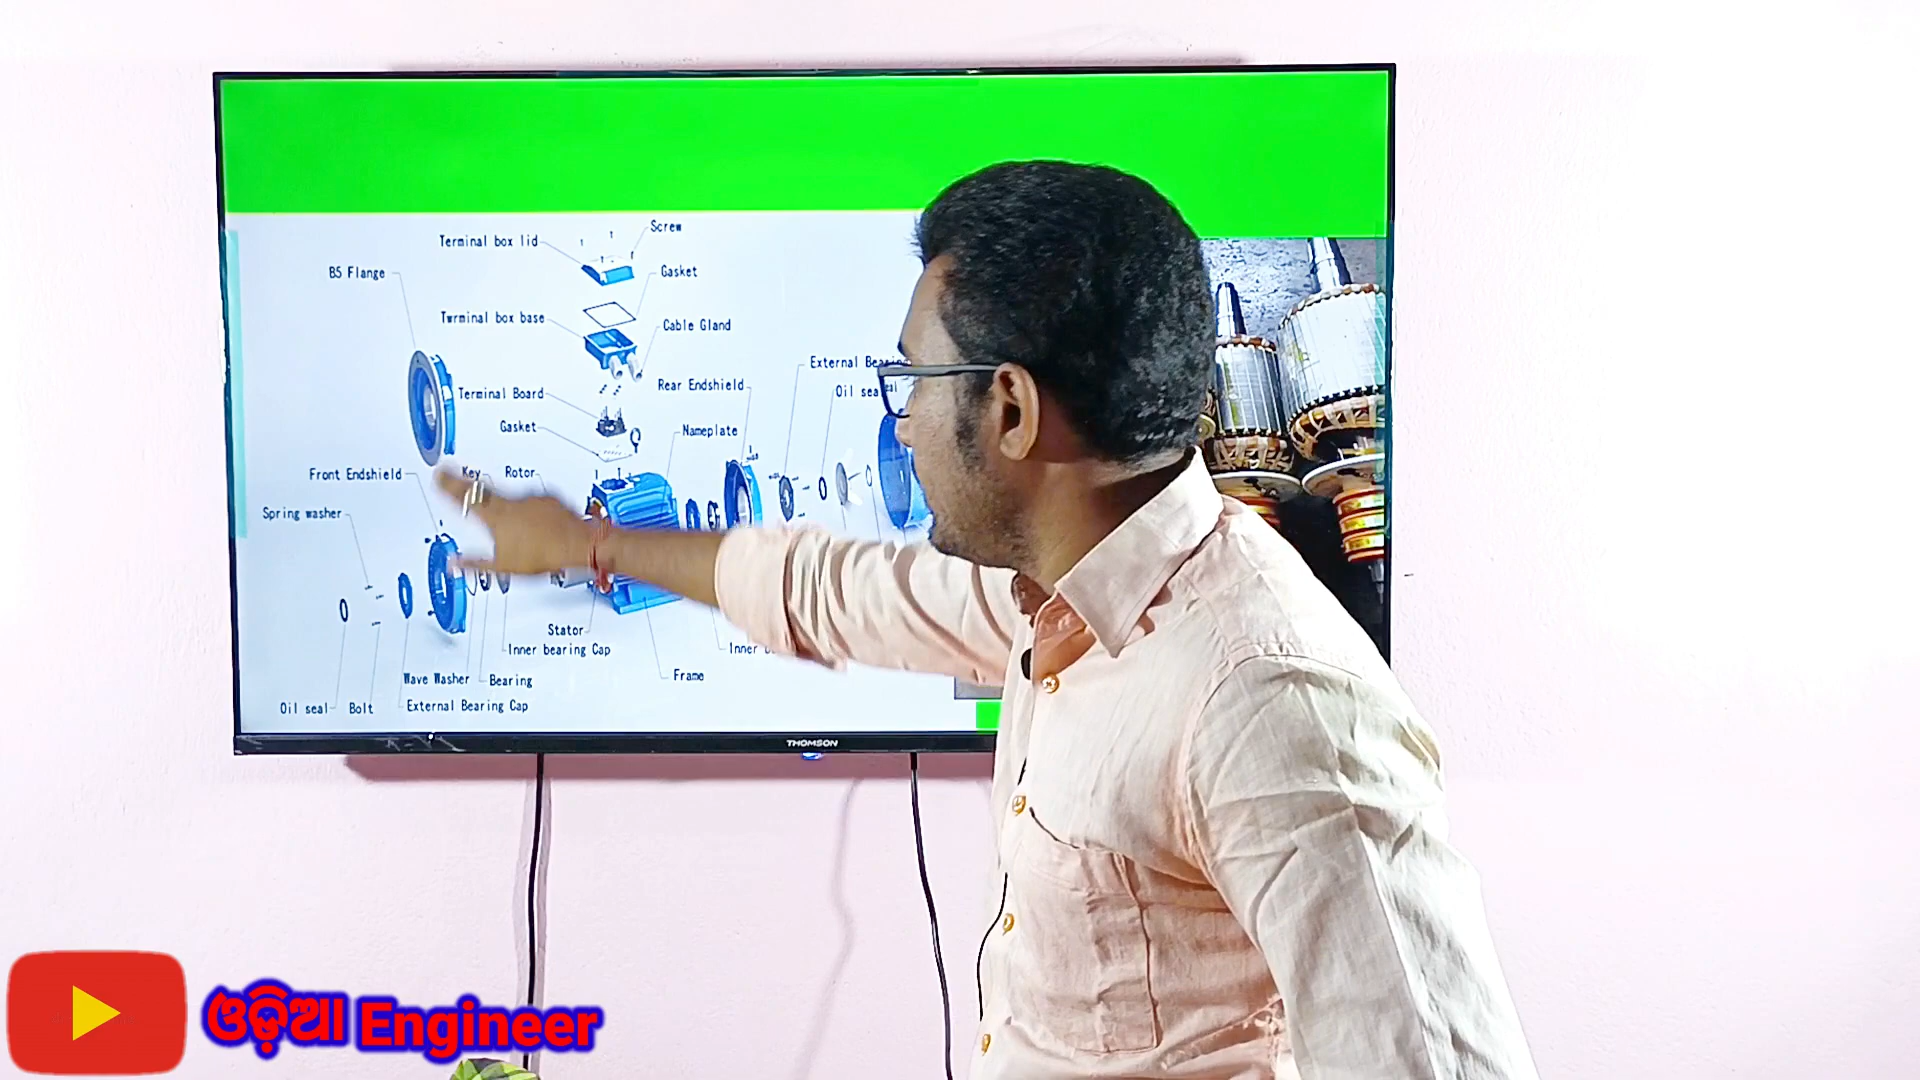 Screw
Terminal box lid
B5 Flange
Gasket
Twrminal box base
Cable Gland
External Bearing
Rear Endshield
Oil seal
Terminal Board
Gasket
Nameplate
Front Endshield
Key
Rotor
Spring washer
Stator
Inner bearing Cap
Inner
Frame
Wave Washer
Bearing
Oil seal
Bolt
External Bearing Cap
THOMSON
ଓଡ଼ିଆ Engineer